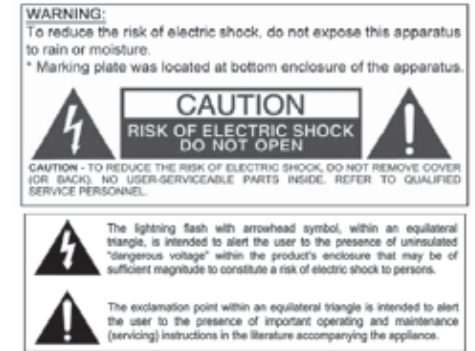 WARNING:
To reduce the risk of electric shock, do not expose this apparatus
to rain or moisture.
* Marking plate was located at bottom enclosure of the apparatus.
CAUTION
RISK OF ELECTRIC SHOCK
DO NOT OPEN
CAUTION - TO REDUCE THE RISK OF ELECTRIC SHOCK, DO NOT REMOVE COVER
(OR BACK). NO USER-SERVICEABLE PARTS INSIDE. REFER TO QUALIFIED
SERVICE PERSONNEL.
The lightning flash with arrowhead symbol, within an equilateral
triangle, is intended to alert the user to the presence of uninsulated
"dangerous voltage" within the product's enclosure that may be of
sufficient magnitude to constitute a risk of electric shock to persons.
The exclamation point within an equilateral triangle is intended to alert
the user to the presence of important operating and maintenance
(servicing) instructions in the literature accompanying the appliance.